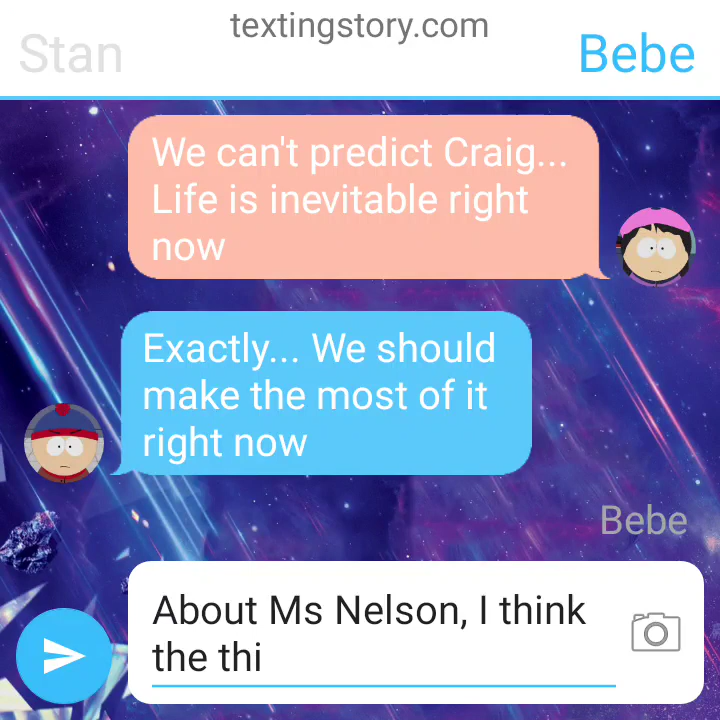 textingstory.com
Stan
Bebe
We can't predict Craig...
Life is inevitable right
now
Exactly... We should
make the most of it
right now
Bebe
About Ms Nelson, I think
the thi